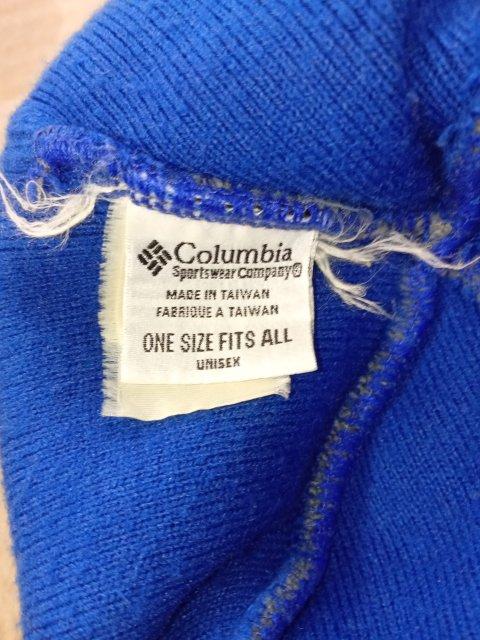 Columbia
Sportswear Company®
MADE IN TAIWAN
FABRIQUE A TAIWAN
ONE SIZE FITS ALL
UNISEX